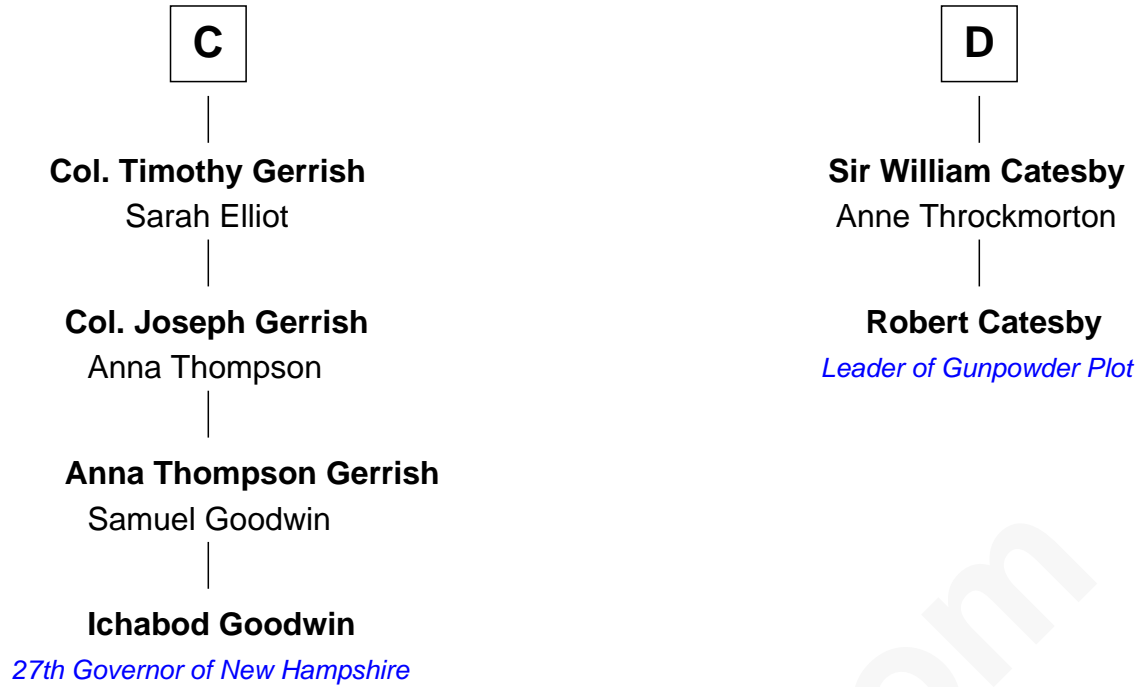 C
Col. Timothy Gerrish
Sarah Elliot
Col. Joseph Gerrish
Anna Thompson
Anna Thompson Gerrish
Samuel Goodwin
Ichabod Goodwin
27th Governor of New Hampshire
D
Sir William Catesby
Anne Throckmorton
Robert Catesby
Leader of Gunpowder Plot
om